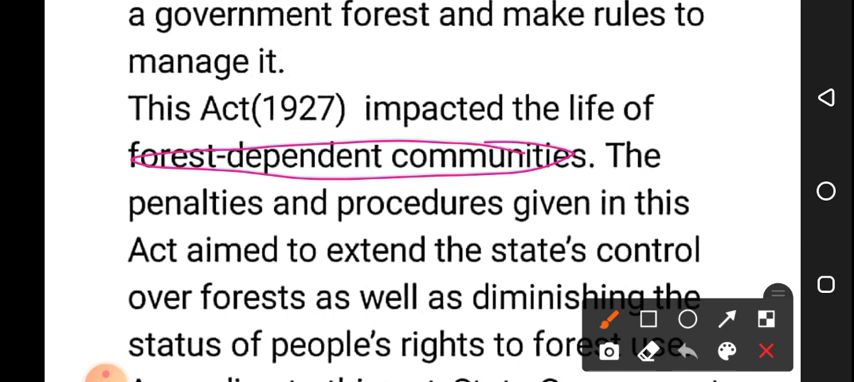 a government forest and make rules to
manage it.
This Act(1927) impacted the life of
forest-dependent communities. The
penalties and procedures given in this
Act aimed to extend the state's control
over forests as well as diminishing the
status of people's rights to forest use.